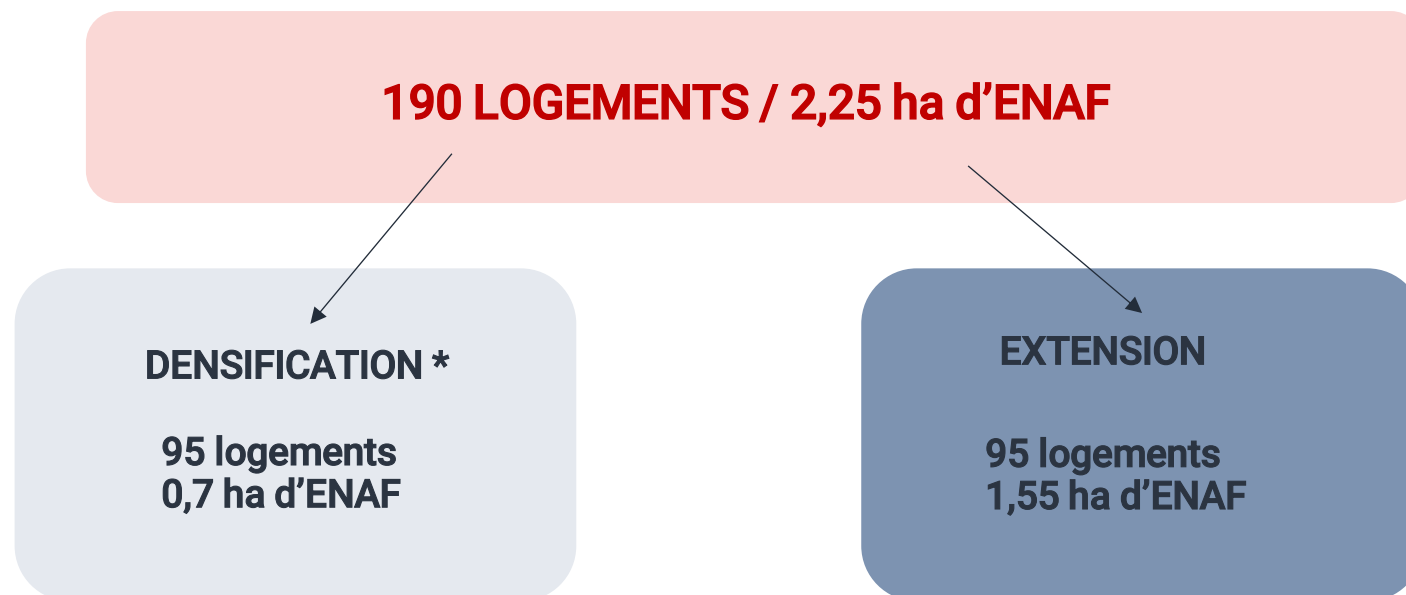 190 LOGEMENTS / 2,25 ha d’ENAF
DENSIFICATION *
95 logements
0,7 ha d’ENAF
EXTENSION
95 logements
1,55 ha d’ENAF